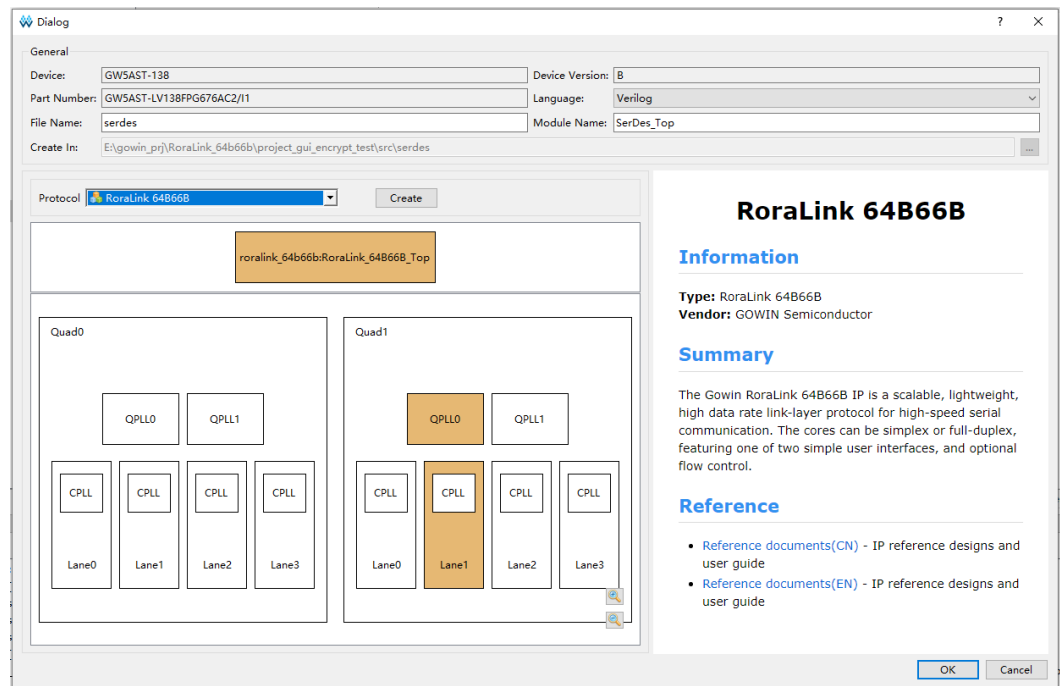 Dialog
?
General
Device: GW5AST-138 Device Version: B
Part Number: GW5AST-LV138FPG676AC2/I1 Language: Verilog
File Name: serdes Module Name: SerDes_Top
Create In: E:\gowin_prj\RoraLink_64b66b\project_gui_encrypt_test\src\serdes ...
Protocol RoraLink 64B66B Create
roralink_64b66b:RoraLink_64B66B_Top
Quad0
QPLL0 QPLL1
CPLL CPLL CPLL CPLL
Lane0 Lane1 Lane2 Lane3
Quad1
QPLL0 QPLL1
CPLL CPLL CPLL CPLL
Lane0 Lane1 Lane2 Lane3
RoraLink 64B66B
Information
Type: RoraLink 64B66B
Vendor: GOWIN Semiconductor
Summary
The Gowin RoraLink 64B66B IP is a scalable, lightweight,
high data rate link-layer protocol for high-speed serial
communication. The cores can be simplex or full-duplex,
featuring one of two simple user interfaces, and optional
flow control.
Reference
• Reference documents(CN) - IP reference designs and
user guide
• Reference documents(EN) - IP reference designs and
user guide
OK Cancel